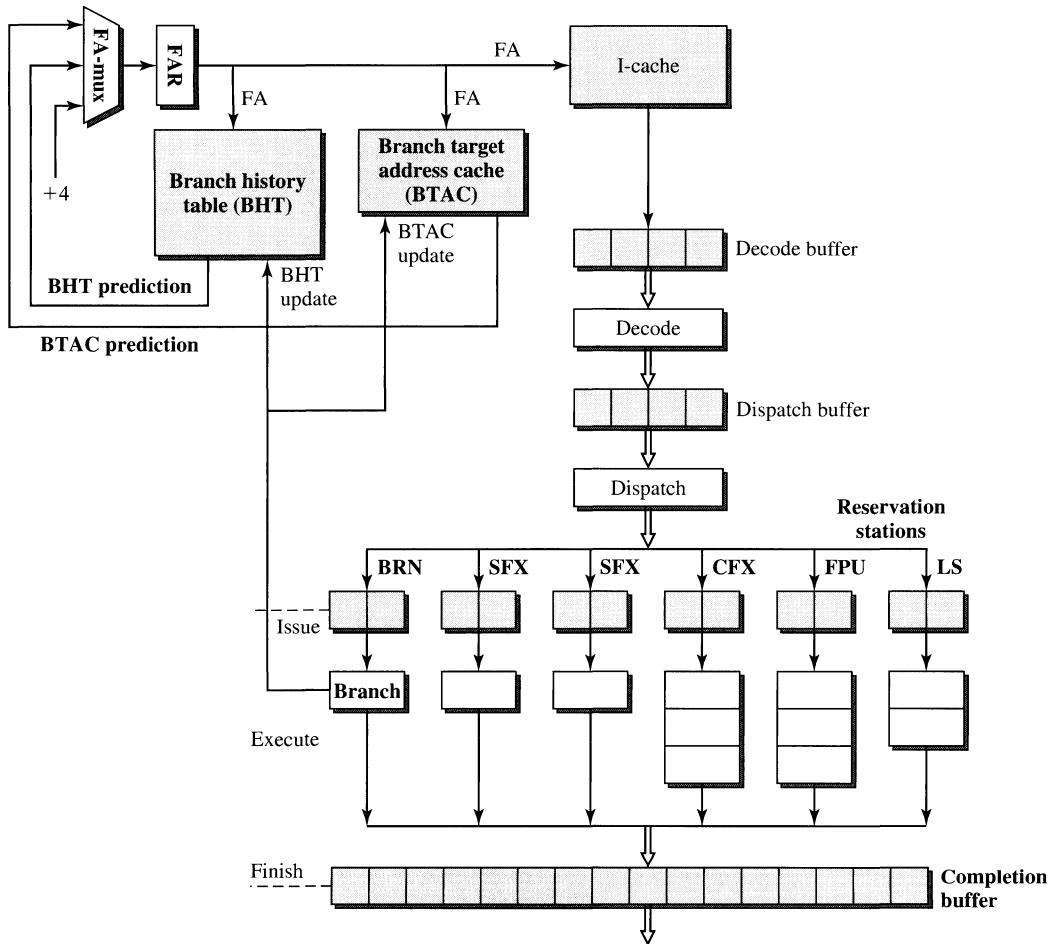 FA-mux
FAR
FA
I-cache
FA
FA
+4
Branch history
table (BHT)
Branch target
address cache
(BTAC)
BTAC
update
BHT
update
BHT prediction
BTAC prediction
Decode buffer
Decode
Dispatch buffer
Dispatch
Reservation
stations
BRN
SFX
SFX
CFX
FPU
LS
Issue
Branch
Execute
Finish
Completion
buffer